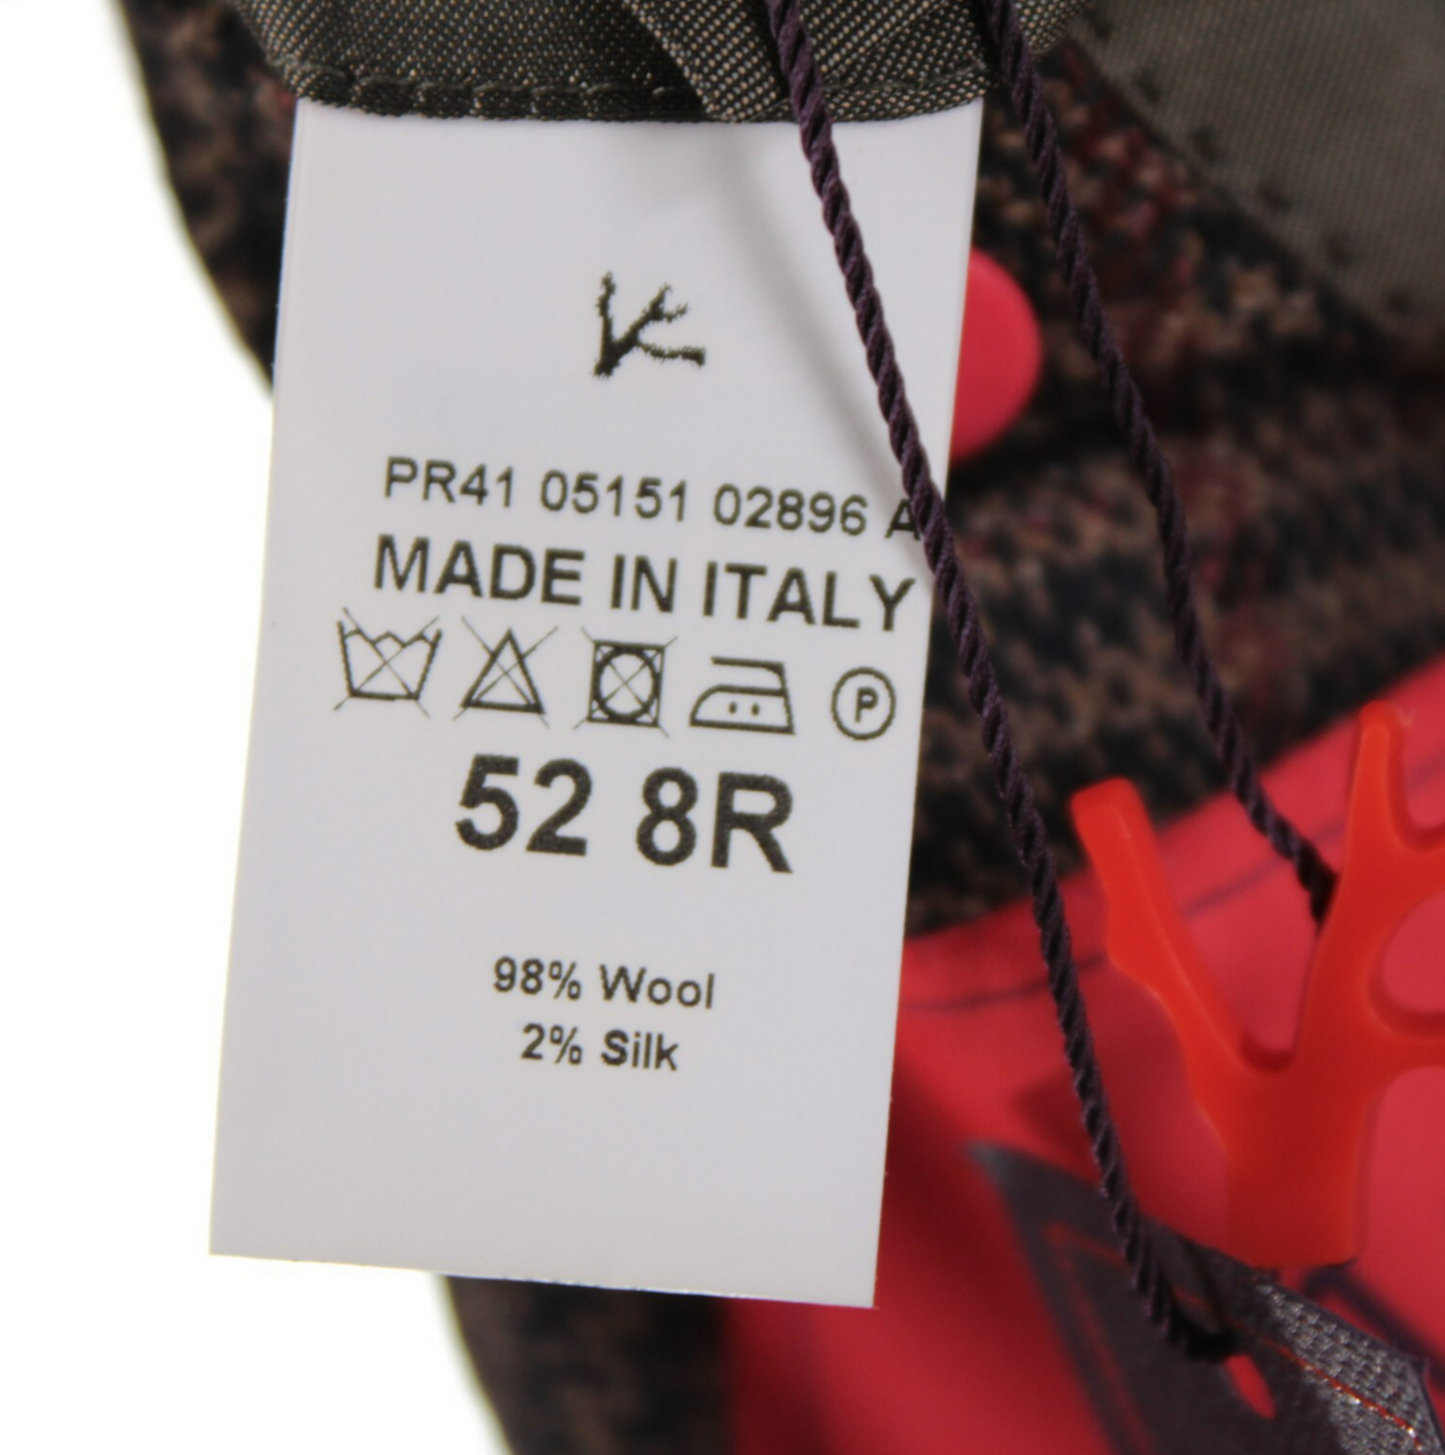 PR41 05151 02896 A
MADE IN ITALY
P
52 8R
98% Wool
2% Silk